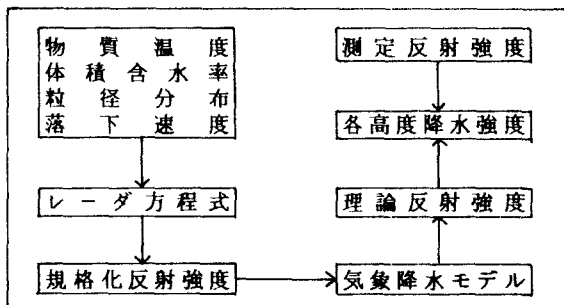 物質温度
体積含水率
粒径分布
落下速度
レーダ方程式
規格化反射強度
測定反射強度
各高度降水強度
理論反射強度
気象降水モデル